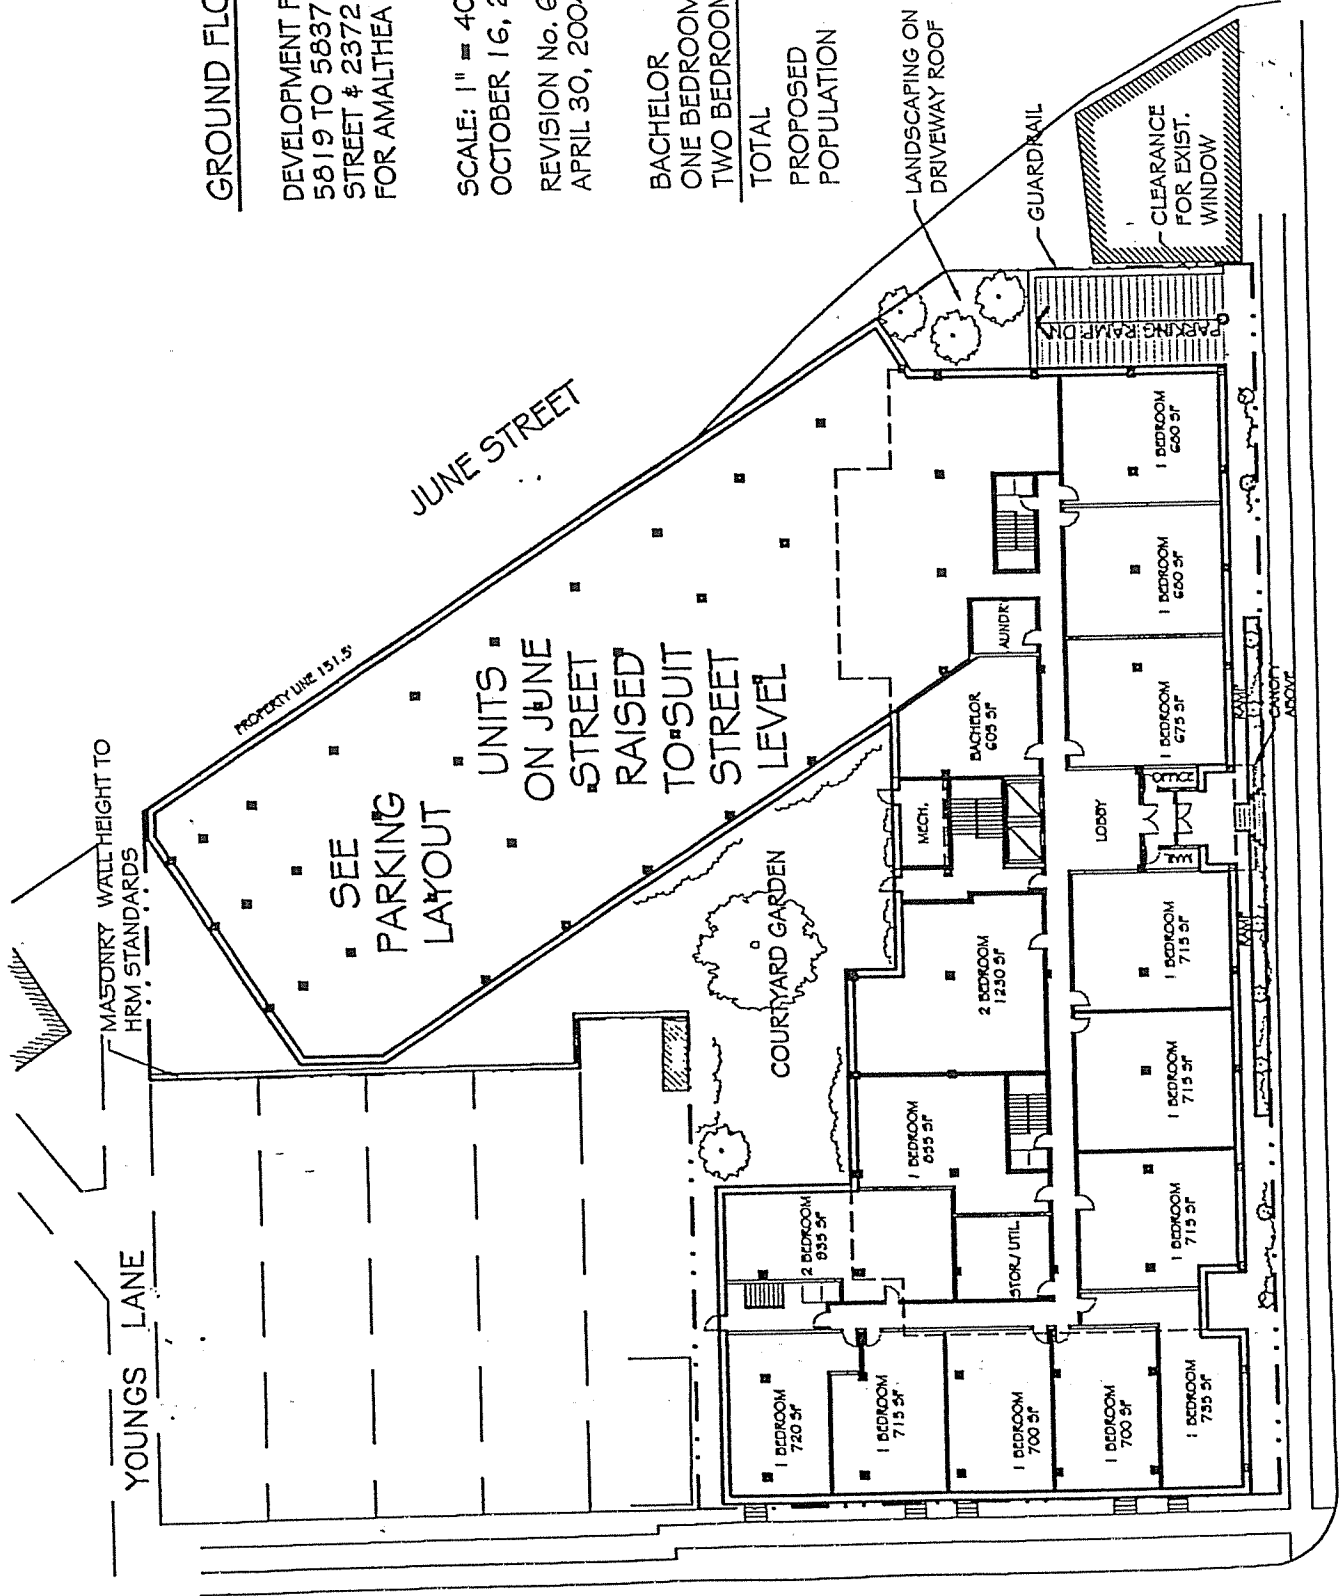 GROUND FLO
DEVELOPMENT F
5819 TO 5837
STREET & 2372
FOR AMALTHEA
SCALE: 1" = 40
OCTOBER 16, 2
REVISION No. 6
APRIL 30, 200
BACHELOR
ONE BEDROOM
TWO BEDROOM
TOTAL
PROPOSED
POPULATION
LANDSCAPING ON
DRIVEWAY ROOF
GUARDRAIL
CLEARANCE
FOR EXIST.
WINDOW
PARKING RAMP DN.
JUNE STREET
PROPERTY LINE 151.5'
MASONRY WALL HEIGHT TO
HRM STANDARDS
YOUNGS LANE
SEE
PARKING
LAYOUT
UNITS
ON JUNE
STREET
RAISED
TO SUIT
STREET
LEVEL
COURTYARD GARDEN
AUNDR
BACHELOR
605 SF
MECH.
LOBBY
2 BEDROOM
1230 SF
1 BEDROOM
855 SF
2 BEDROOM
935 SF
STOR./ UTIL.
1 BEDROOM
720 SF
1 BEDROOM
715 SF
1 BEDROOM
700 SF
1 BEDROOM
700 SF
1 BEDROOM
735 SF
1 BEDROOM
715 SF
1 BEDROOM
715 SF
1 BEDROOM
715 SF
1 BEDROOM
675 SF
1 BEDROOM
680 SF
1 BEDROOM
680 SF
RAMP
RAMP
CANOPY
ABOVE